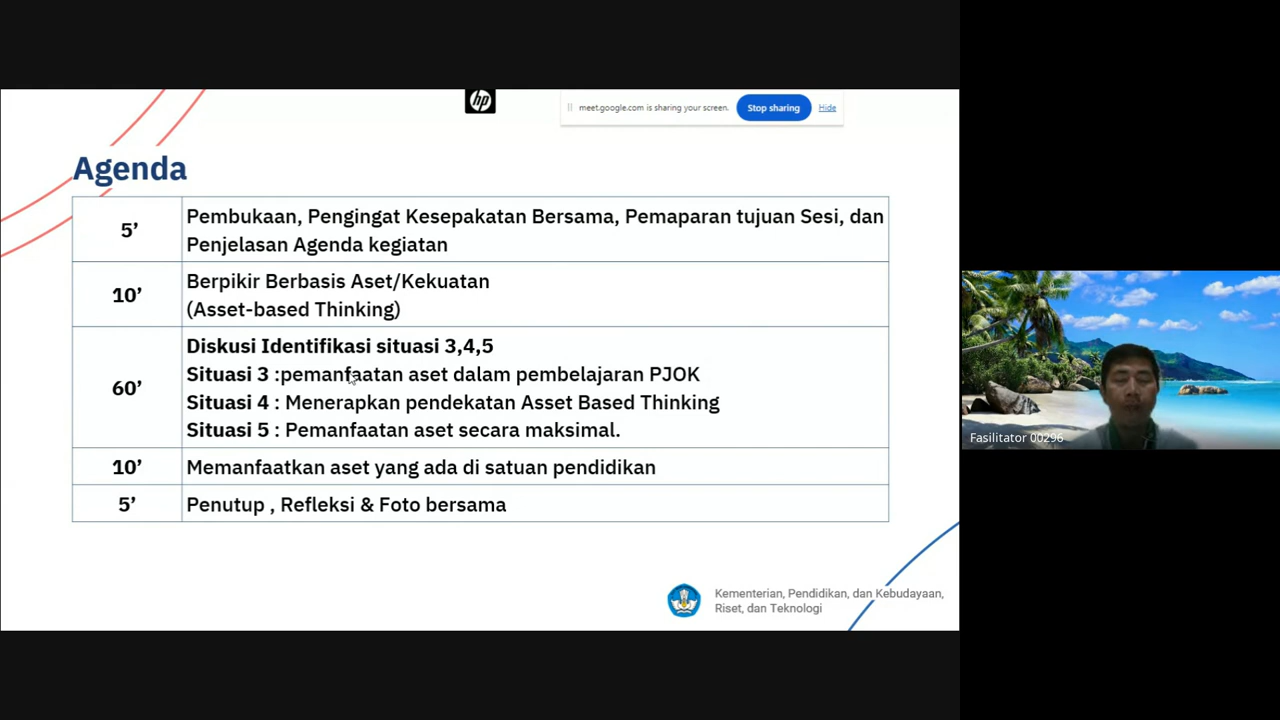 hp
meet.google.com is sharing your screen.
Stop sharing
Hide
Agenda
5’
Pembukaan, Pengingat Kesepakatan Bersama, Pemaparan tujuan Sesi, dan
Penjelasan Agenda kegiatan
10’
Berpikir Berbasis Aset/Kekuatan
(Asset-based Thinking)
60’
Diskusi Identifikasi situasi 3,4,5
Situasi 3 :pemanfaatan aset dalam pembelajaran PJOK
Situasi 4 : Menerapkan pendekatan Asset Based Thinking
Situasi 5 : Pemanfaatan aset secara maksimal.
10’
Memanfaatkan aset yang ada di satuan pendidikan
5’
Penutup , Refleksi & Foto bersama
Kementerian, Pendidikan, dan Kebudayaan,
Riset, dan Teknologi
Fasilitator 00296